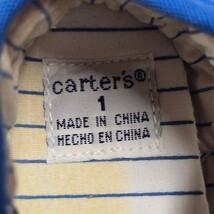 carter's®
1
MADE IN CHINA
HECHO EN CHINA